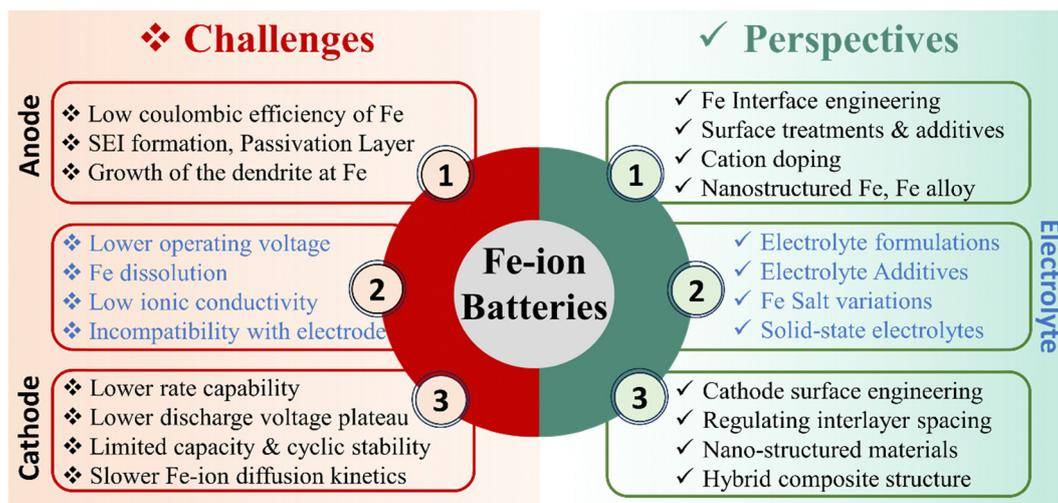 ❖ Challenges
Anode
❖ Low coulombic efficiency of Fe
❖ SEI formation, Passivation Layer
❖ Growth of the dendrite at Fe
1
❖ Lower operating voltage
❖ Fe dissolution
❖ Low ionic conductivity
❖ Incompatibility with electrode
2
Cathode
❖ Lower rate capability
❖ Lower discharge voltage plateau
❖ Limited capacity & cyclic stability
❖ Slower Fe-ion diffusion kinetics
3
Fe-ion
Batteries
✓ Perspectives
1
✓ Fe Interface engineering
✓ Surface treatments & additives
✓ Cation doping
✓ Nanostructured Fe, Fe alloy
2
✓ Electrolyte formulations
✓ Electrolyte Additives
✓ Fe Salt variations
✓ Solid-state electrolytes
Electrolyte
3
✓ Cathode surface engineering
✓ Regulating interlayer spacing
✓ Nano-structured materials
✓ Hybrid composite structure